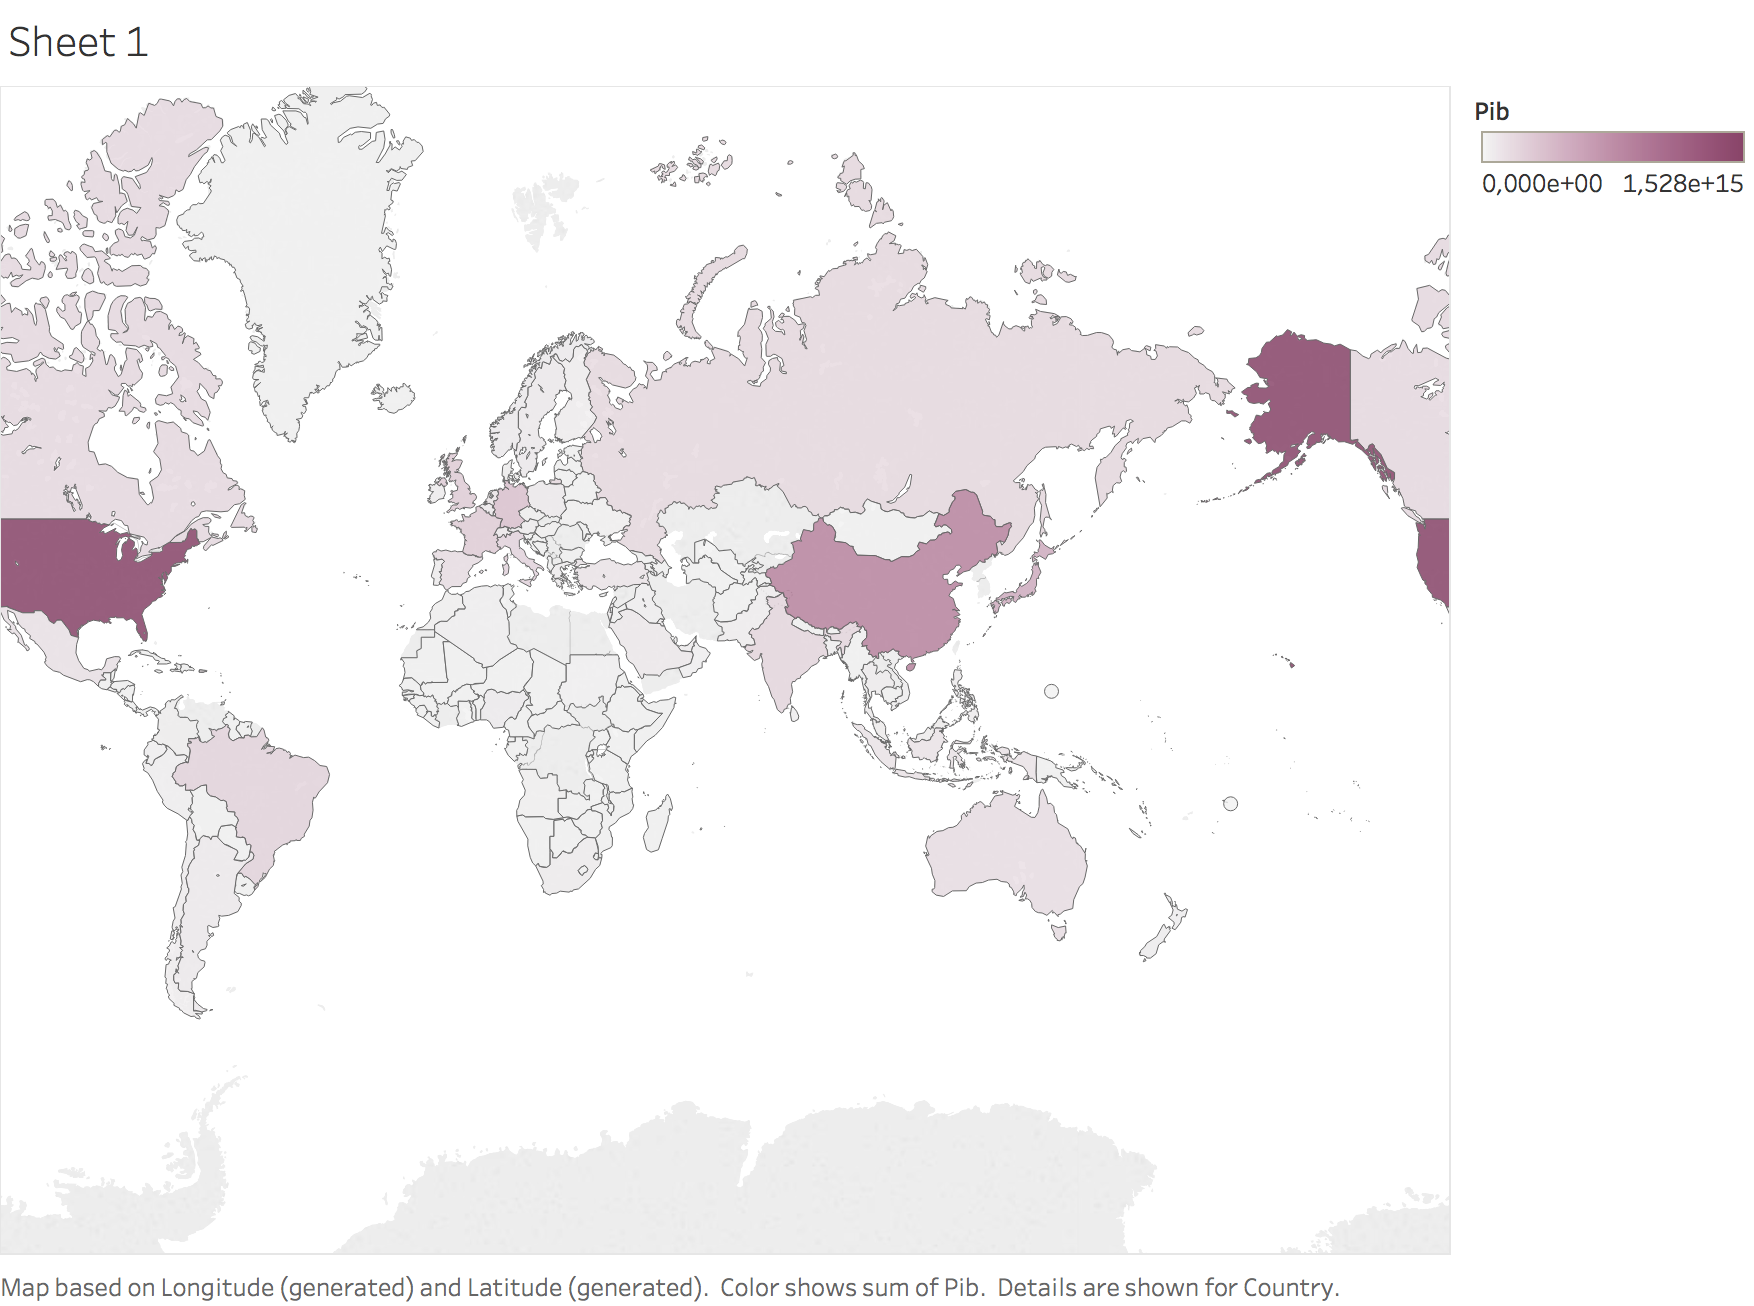 Sheet 1
Pib
0,000e+00 1,528e+15
Map based on Longitude (generated) and Latitude (generated). Color shows sum of Pib. Details are shown for Country.